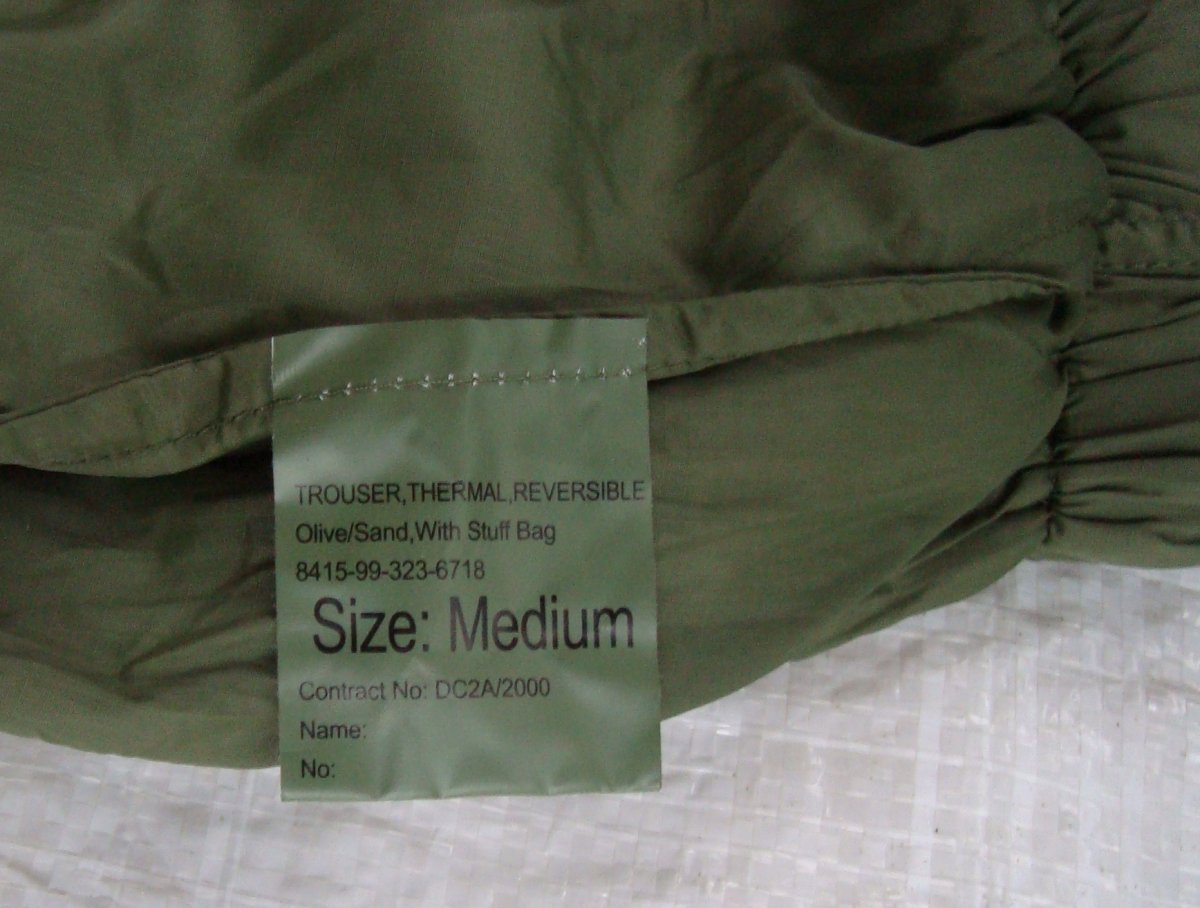 TROUSER,THERMAL,REVERSIBLE
Olive/Sand,With Stuff Bag
8415-99-323-6718
Size: Medium
Contract No: DC2A/2000
Name:
No: